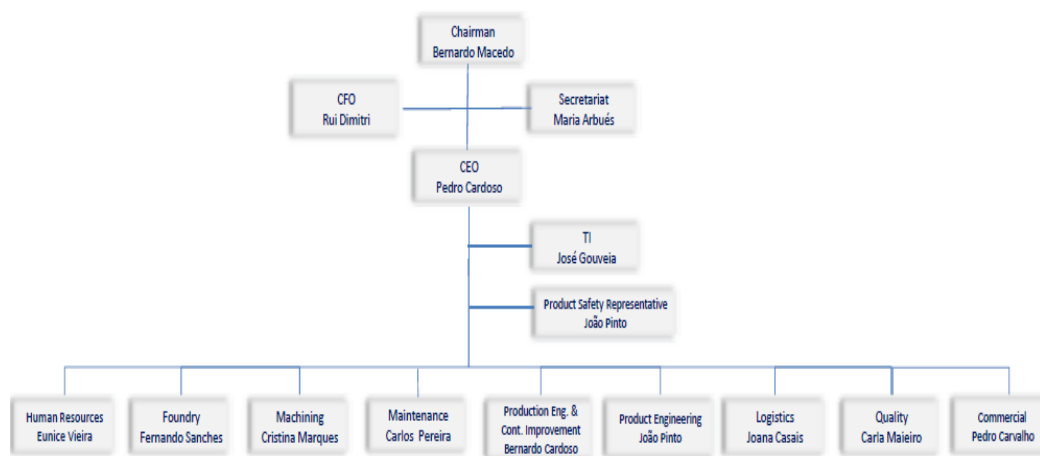 Chairman
Bernardo Macedo
CFO
Rui Dimitri
Secretariat
Maria Arbués
CEO
Pedro Cardoso
TI
José Gouveia
Product Safety Representative
João Pinto
Human Resources
Eunice Vieira
Foundry
Fernando Sanches
Machining
Cristina Marques
Maintenance
Carlos Pereira
Production Eng. &
Cont. Improvement
Bernardo Cardoso
Product Engineering
João Pinto
Logistics
Joana Casais
Quality
Carla Maieiro
Commercial
Pedro Carvalho